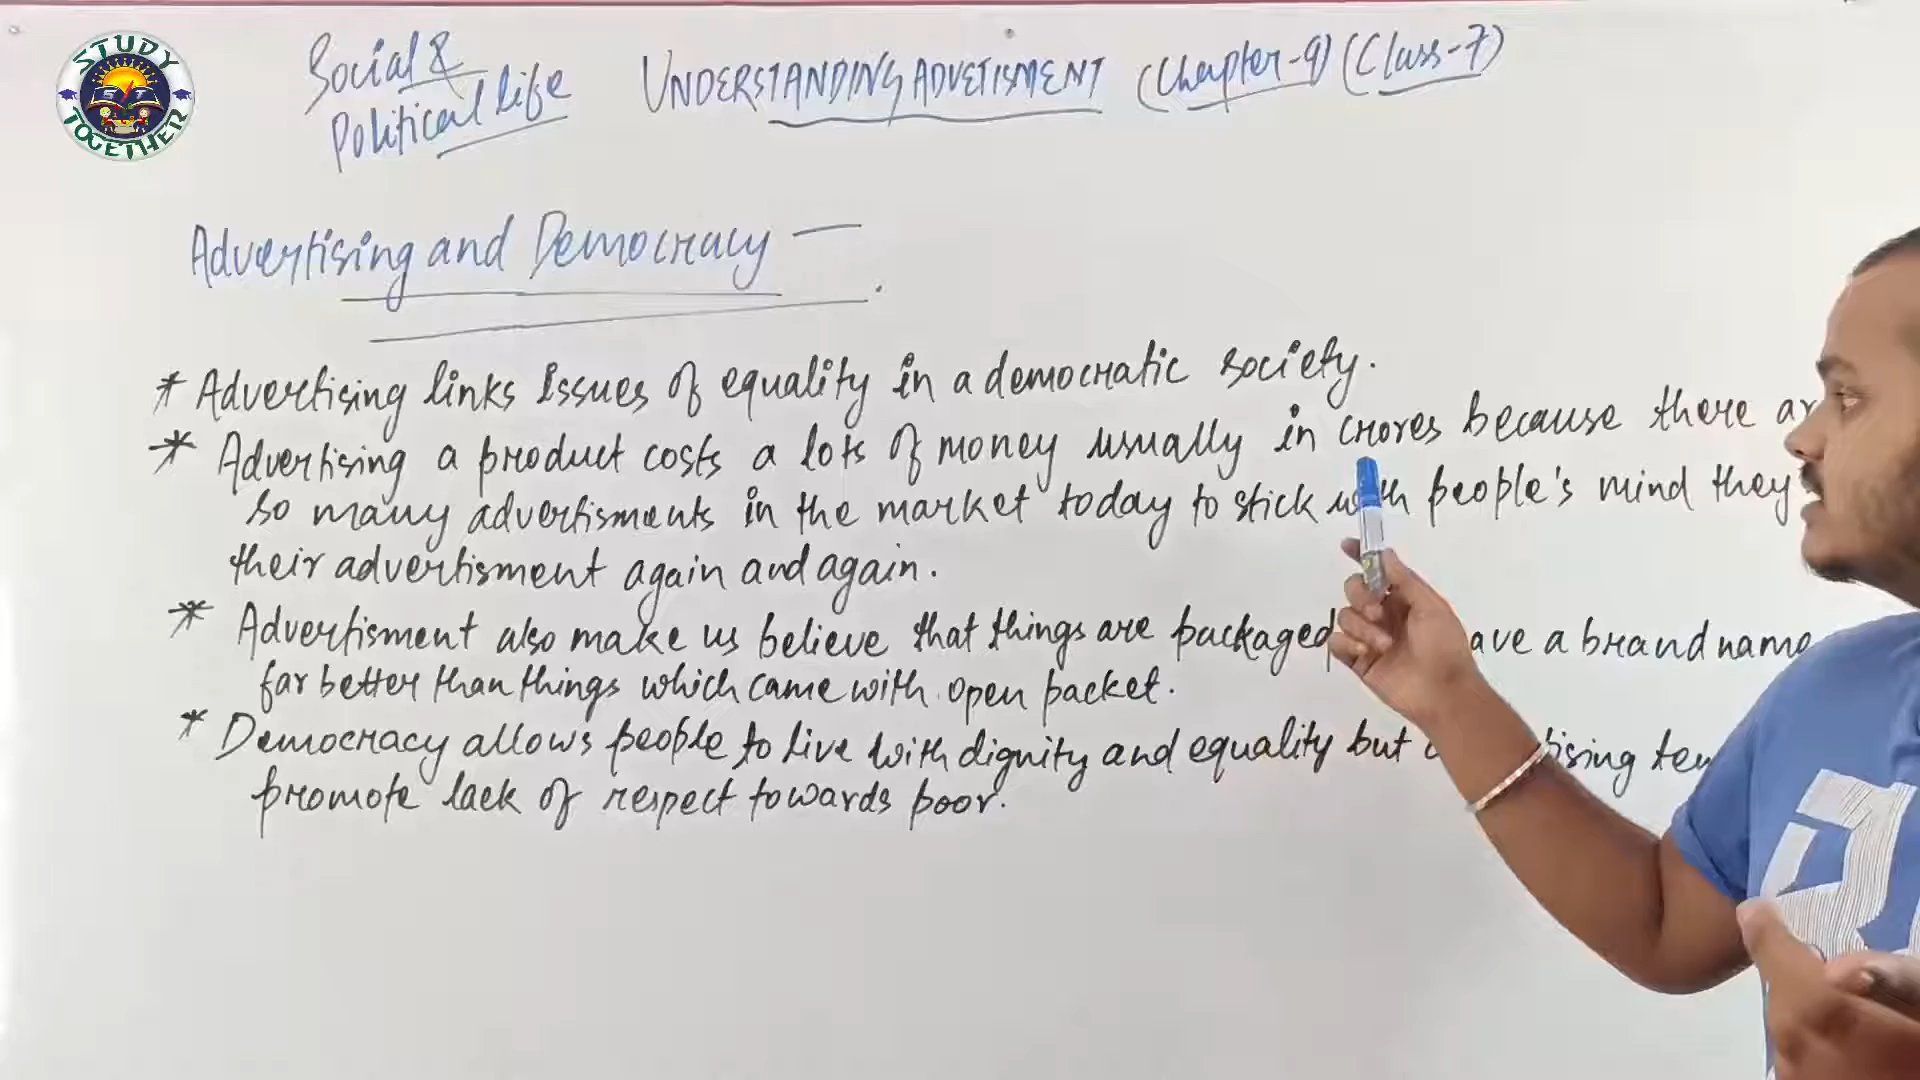 STUDY
ST
TOGETHER
Social &
Political life
UNDERSTANDING ADVETISMENT (Chapter-9) (Class-7)
Advertising and Democracy —
* Advertising links issues of equality in a democratic society.
* Advertising a product costs a lots of money usually in crores because there
so many advertisments in the market today to stick with people's mind they
their advertisment again and again.
* Advertisment also make us believe that things are packaged a brand name
far better than things which came with open packet.
* Democracy allows people to live with dignity and equality but
promote lack of respect towards poor.